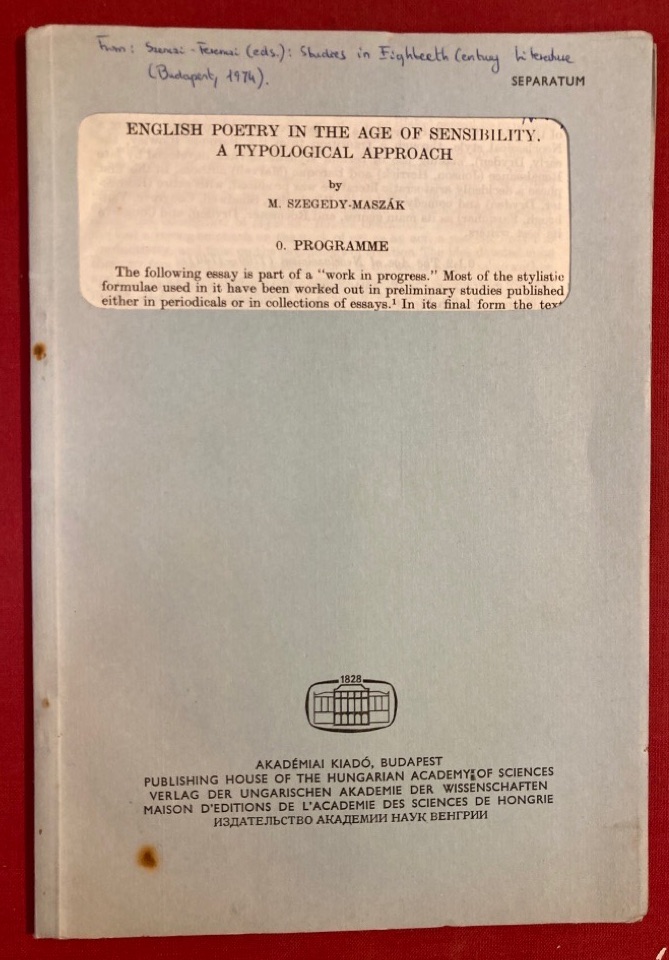 From: Szenczi-Ferenczi (eds.): Studies in Eighteeth Century Literature
(Budapest, 1974).
SEPARATUM
ENGLISH POETRY IN THE AGE OF SENSIBILITY.
A TYPOLOGICAL APPROACH
by
M. SZEGEDY-MASZÁK
0. PROGRAMME
The following essay is part of a "work in progress." Most of the stylistic
formulae used in it have been worked out in preliminary studies published
either in periodicals or in collections of essays.¹ In its final form the text
1828
AKADÉMIAI KIADÓ, BUDAPEST
PUBLISHING HOUSE OF THE HUNGARIAN ACADEMY OF SCIENCES
VERLAG DER UNGARISCHEN AKADEMIE DER WISSENSCHAFTEN
MAISON D'EDITIONS DE L'ACADEMIE DES SCIENCES DE HONGRIE
ИЗДАТЕЛЬСТВО АКАДЕМИИ НАУК ВЕНГРИИ